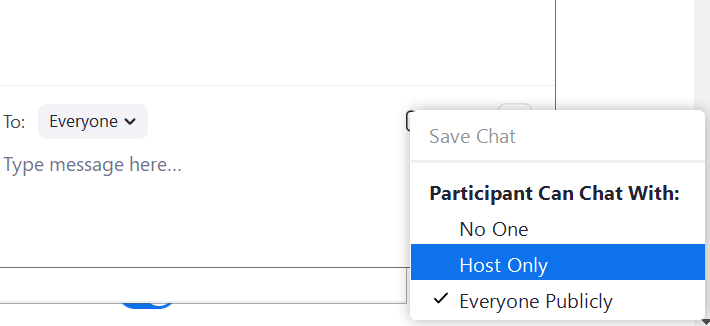 To: Everyone
Type message here...
Save Chat
Participant Can Chat With:
No One
Host Only
Everyone Publicly